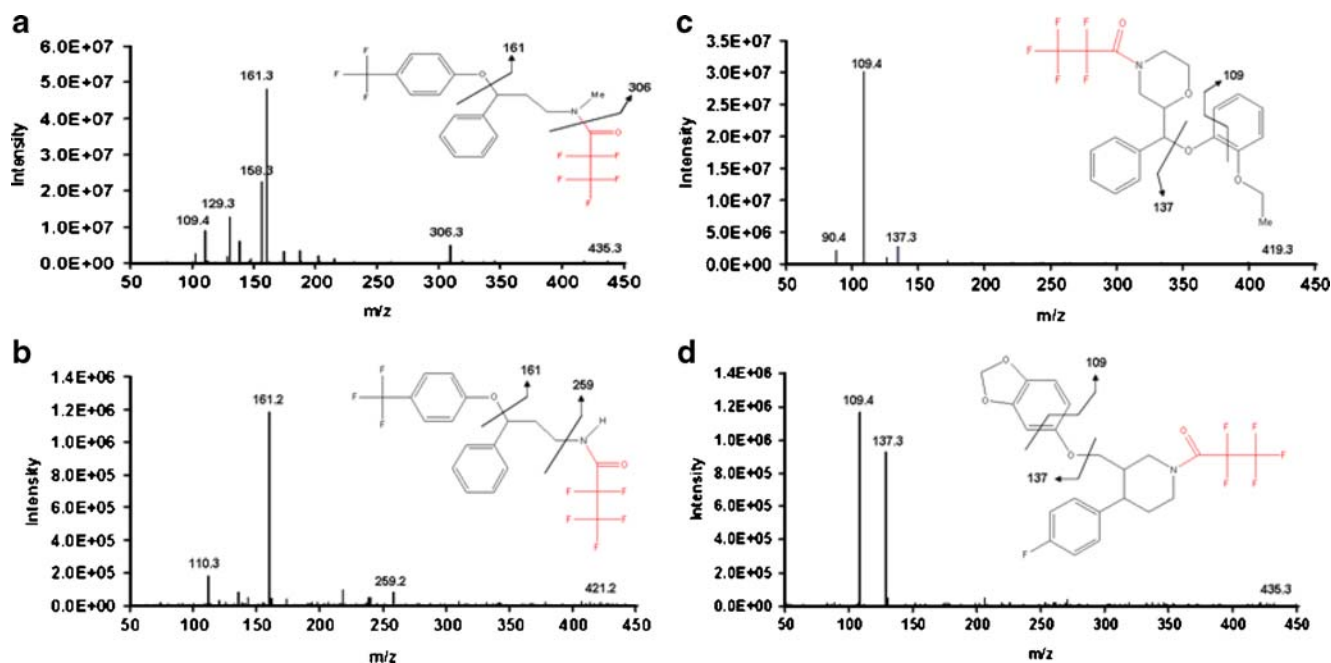 a
Intensity
6.0E+07
5.0E+07
4.0E+07
3.0E+07
2.0E+07
1.0E+07
0.0E+00
161.3
158.3
129.3
109.4
306.3
435.3
F
F
F
O
161
N
Me
306
O
F F
F F
F
F F
50 100 150 200 250 300 350 400 450
m/z
b
Intensity
1.4E+06
1.2E+06
1.0E+06
8.0E+05
6.0E+05
4.0E+05
2.0E+05
0.0E+00
161.2
110.3
259.2
421.2
F
F
F
O
161
259
H
N
O
F F
F F
F
50 100 150 200 250 300 350 400 450
m/z
c
Intensity
3.5E+07
3.0E+07
2.5E+07
2.0E+07
1.5E+07
1.0E+07
5.0E+06
0.0E+00
109.4
90.4
137.3
419.3
F F O
F
F F
N
O
109
O
O
Me
137
50 100 150 200 250 300 350 400 450
m/z
d
Intensity
1.4E+06
1.2E+06
1.0E+06
8.0E+05
6.0E+05
4.0E+05
2.0E+05
0.0E+00
109.4
137.3
435.3
O
O
109
O
137
N
O
F F
F
F F
F
50 100 150 200 250 300 350 400 450
m/z